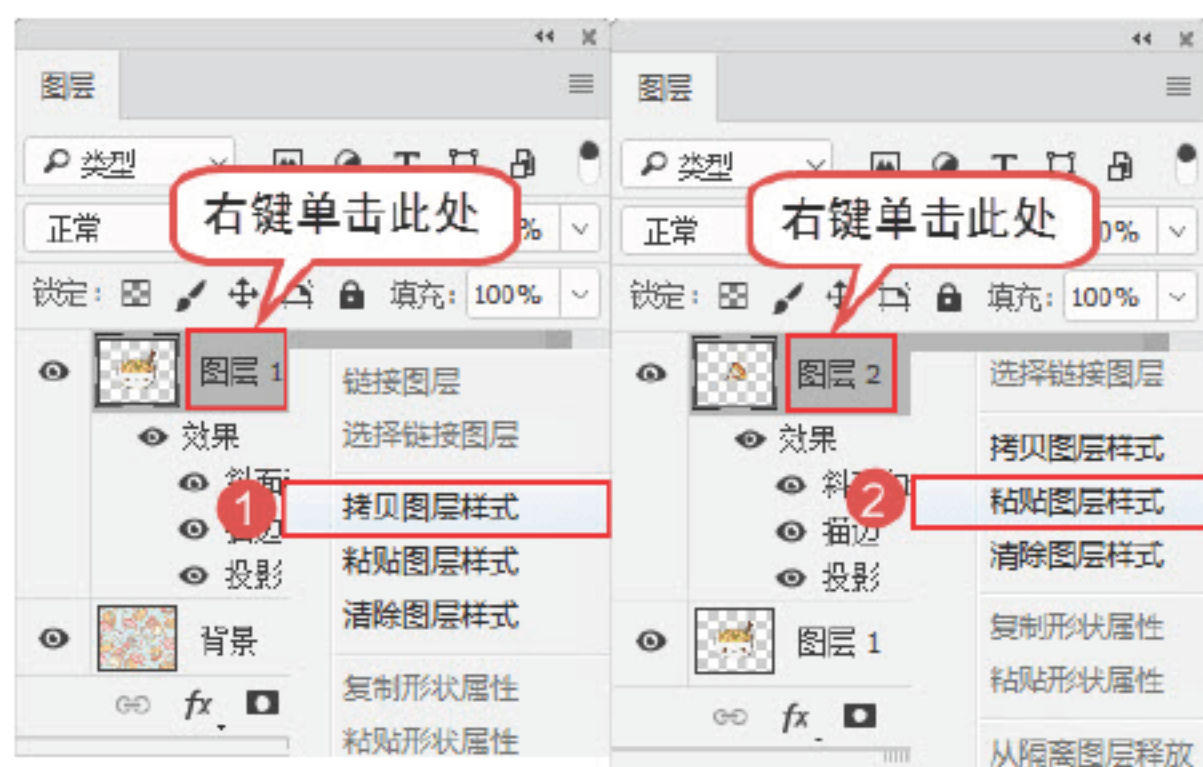 图层
类型
右键单击此处
正常
%
锁定:
填充: 100%
图层 1
链接图层
选择链接图层
效果
斜面
1
拷贝图层样式
描边
粘贴图层样式
投影
清除图层样式
背景
复制形状属性
fx
粘贴形状属性
图层
类型
右键单击此处
正常
0%
锁定:
填充: 100%
图层 2
选择链接图层
效果
拷贝图层样式
2
粘贴图层样式
描边
清除图层样式
投影
复制形状属性
图层 1
粘贴形状属性
fx
从隔离图层释放